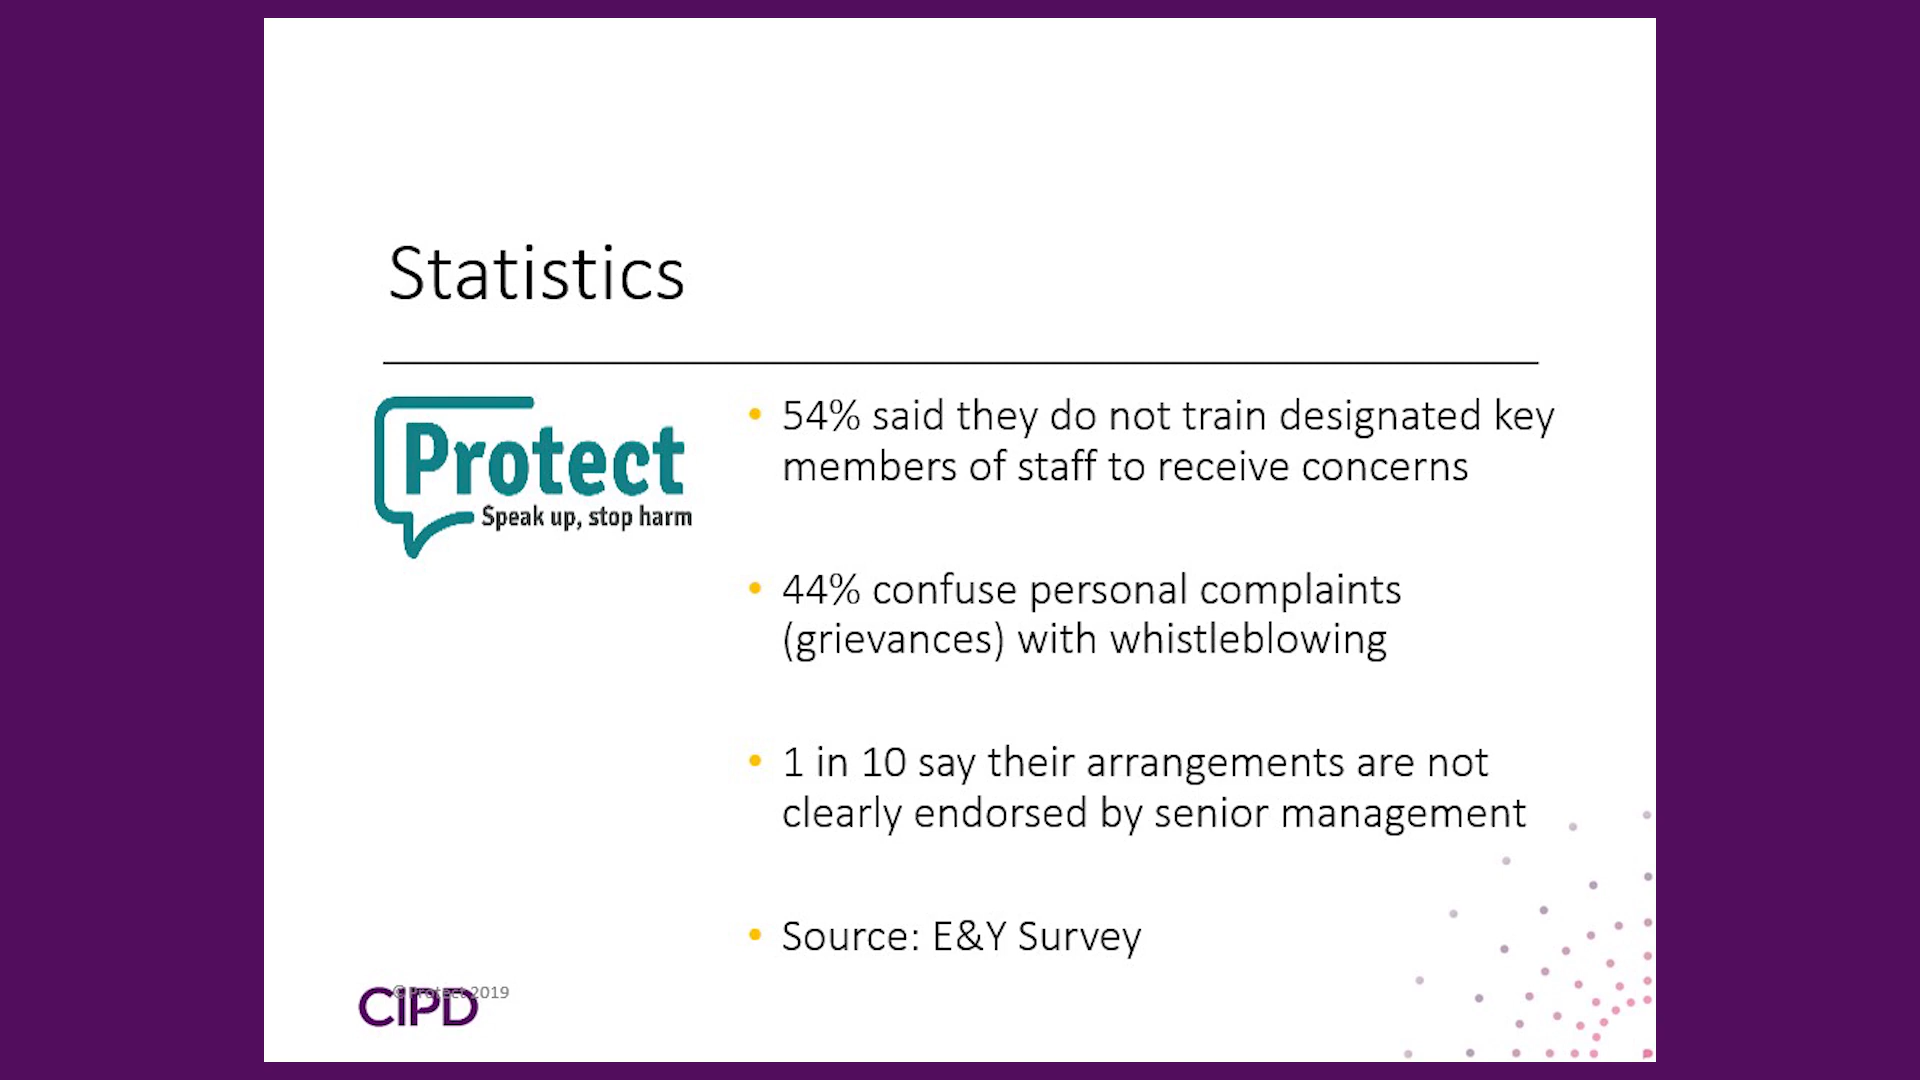 Statistics
Protect
Speak up, stop harm
• 54% said they do not train designated key
members of staff to receive concerns
• 44% confuse personal complaints
(grievances) with whistleblowing
• 1 in 10 say their arrangements are not
clearly endorsed by senior management
• Source: E&Y Survey
©Protect 2019
CIPD